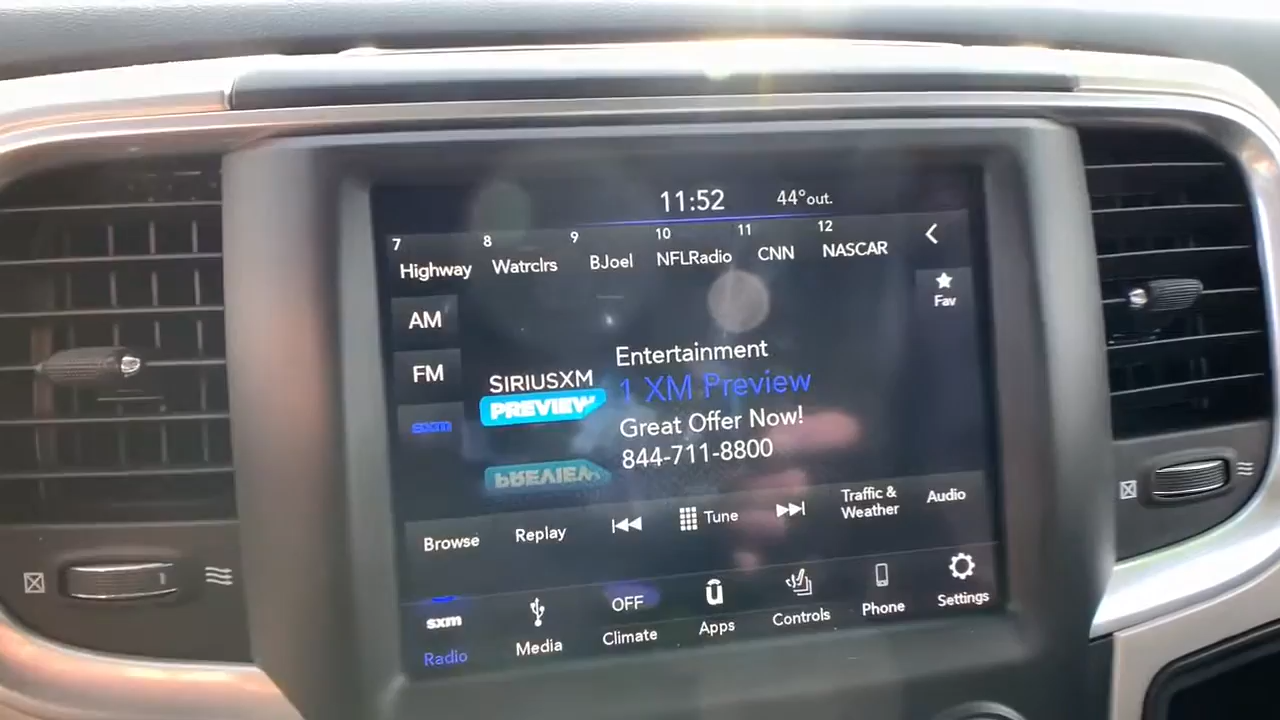 11:52 44°out.
7 8 9 10 11 12
Highway Watrclrs BJoel NFLRadio CNN NASCAR
Fav
AM
FM
sxm
SIRIUSXM
PREVIEW
Entertainment
1 XM Preview
Great Offer Now!
844-711-8800
Browse Replay Tune Traffic & Weather Audio
sxm OFF
Radio Media Climate Apps Controls Phone Settings